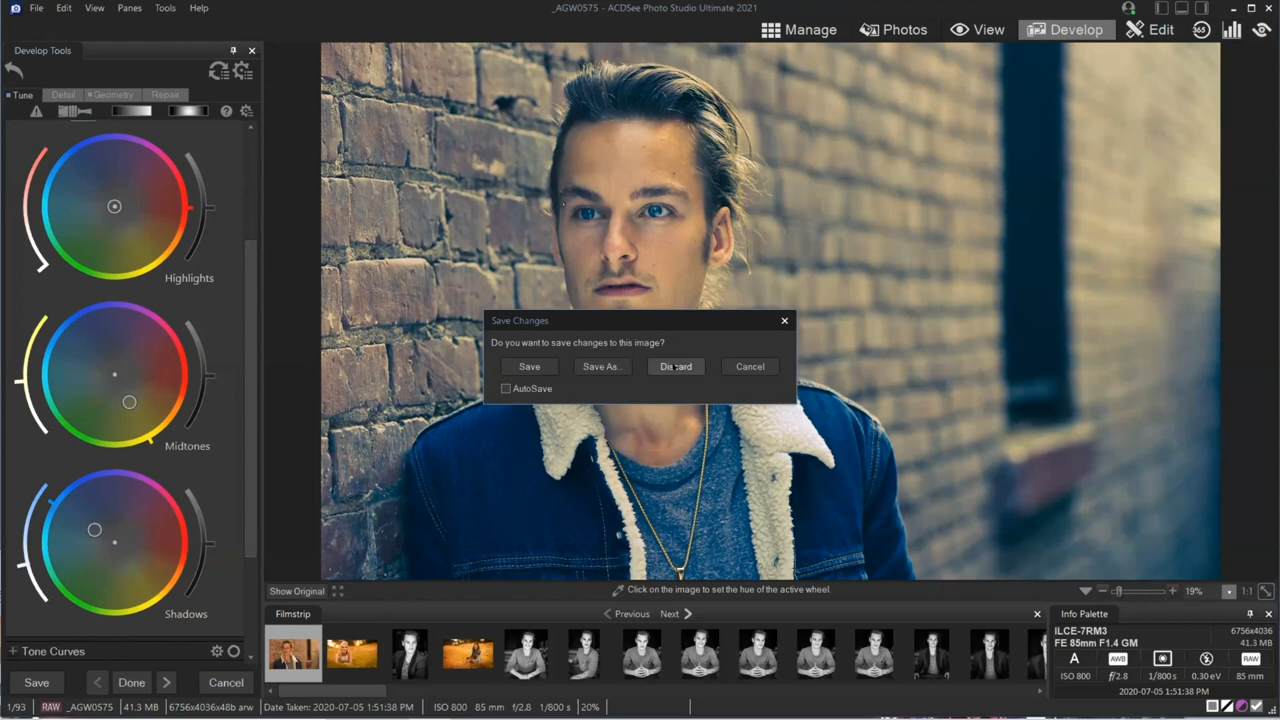 File Edit View Panes Tools Help
_AGW0575 - ACDSee Photo Studio Ultimate 2021
Manage Photos View Develop Edit 365
Develop Tools
Tune Detail Geometry Repair
Highlights
Midtones
Shadows
Save Changes
Do you want to save changes to this image?
Save Save As... Discard Cancel
AutoSave
Show Original
Click on the image to set the hue of the active wheel.
19% 1:1
Filmstrip
Previous Next
Info Palette
ILCE-7RM3 6756x4036
FE 85mm F1.4 GM 41.3 MB
A AWB RAW
ISO 800 f/2.8 1/800 s 0.30 eV 85 mm
2020-07-05 1:51:38 PM
Tone Curves
Save Done Cancel
1/93 RAW _AGW0575 41.3 MB 6756x4036x48b arw Date Taken: 2020-07-05 1:51:38 PM ISO 800 85 mm f/2.8 1/800 s 20%